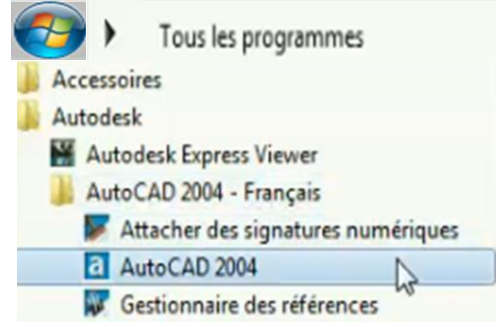 Tous les programmes
Accessoires
Autodesk
Autodesk Express Viewer
AutoCAD 2004 - Français
Attacher des signatures numériques
a AutoCAD 2004
Gestionnaire des références